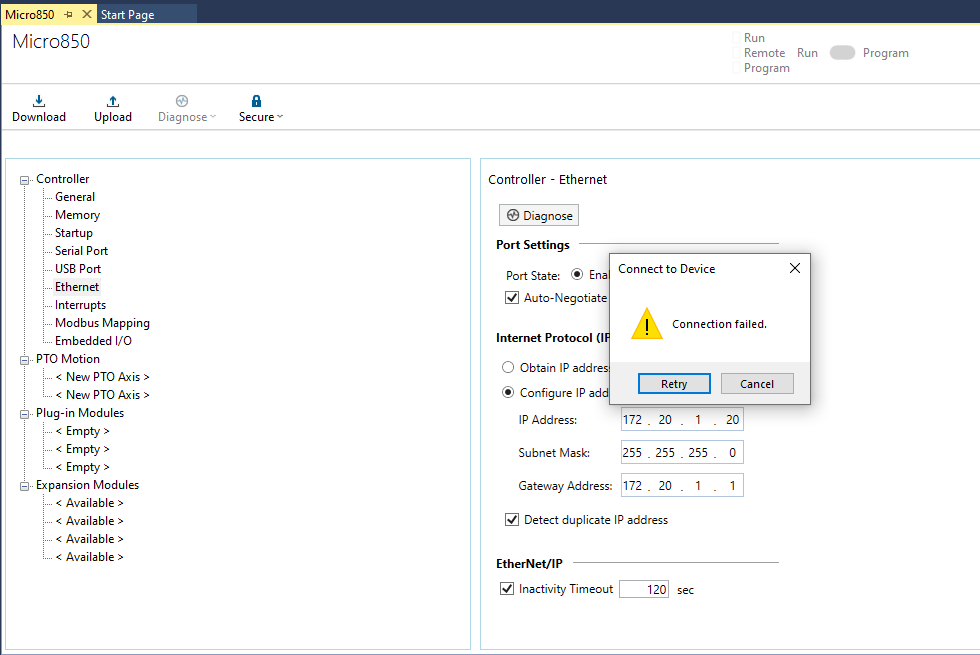 Micro850
Start Page
Micro850
Run
Remote Run Program
Program
Download Upload Diagnose Secure
Controller
General
Memory
Startup
Serial Port
USB Port
Ethernet
Interrupts
Modbus Mapping
Embedded I/O
PTO Motion
< New PTO Axis >
< New PTO Axis >
Plug-in Modules
< Empty >
< Empty >
< Empty >
Expansion Modules
< Available >
< Available >
< Available >
< Available >
Controller - Ethernet
Diagnose
Port Settings
Port State: Ena
Auto-Negotiate
Internet Protocol (IP
Obtain IP addres
Configure IP add
IP Address: 172 . 20 . 1 . 20
Subnet Mask: 255 . 255 . 255 . 0
Gateway Address: 172 . 20 . 1 . 1
Detect duplicate IP address
EtherNet/IP
Inactivity Timeout 120 sec
Connect to Device
Connection failed.
Retry Cancel